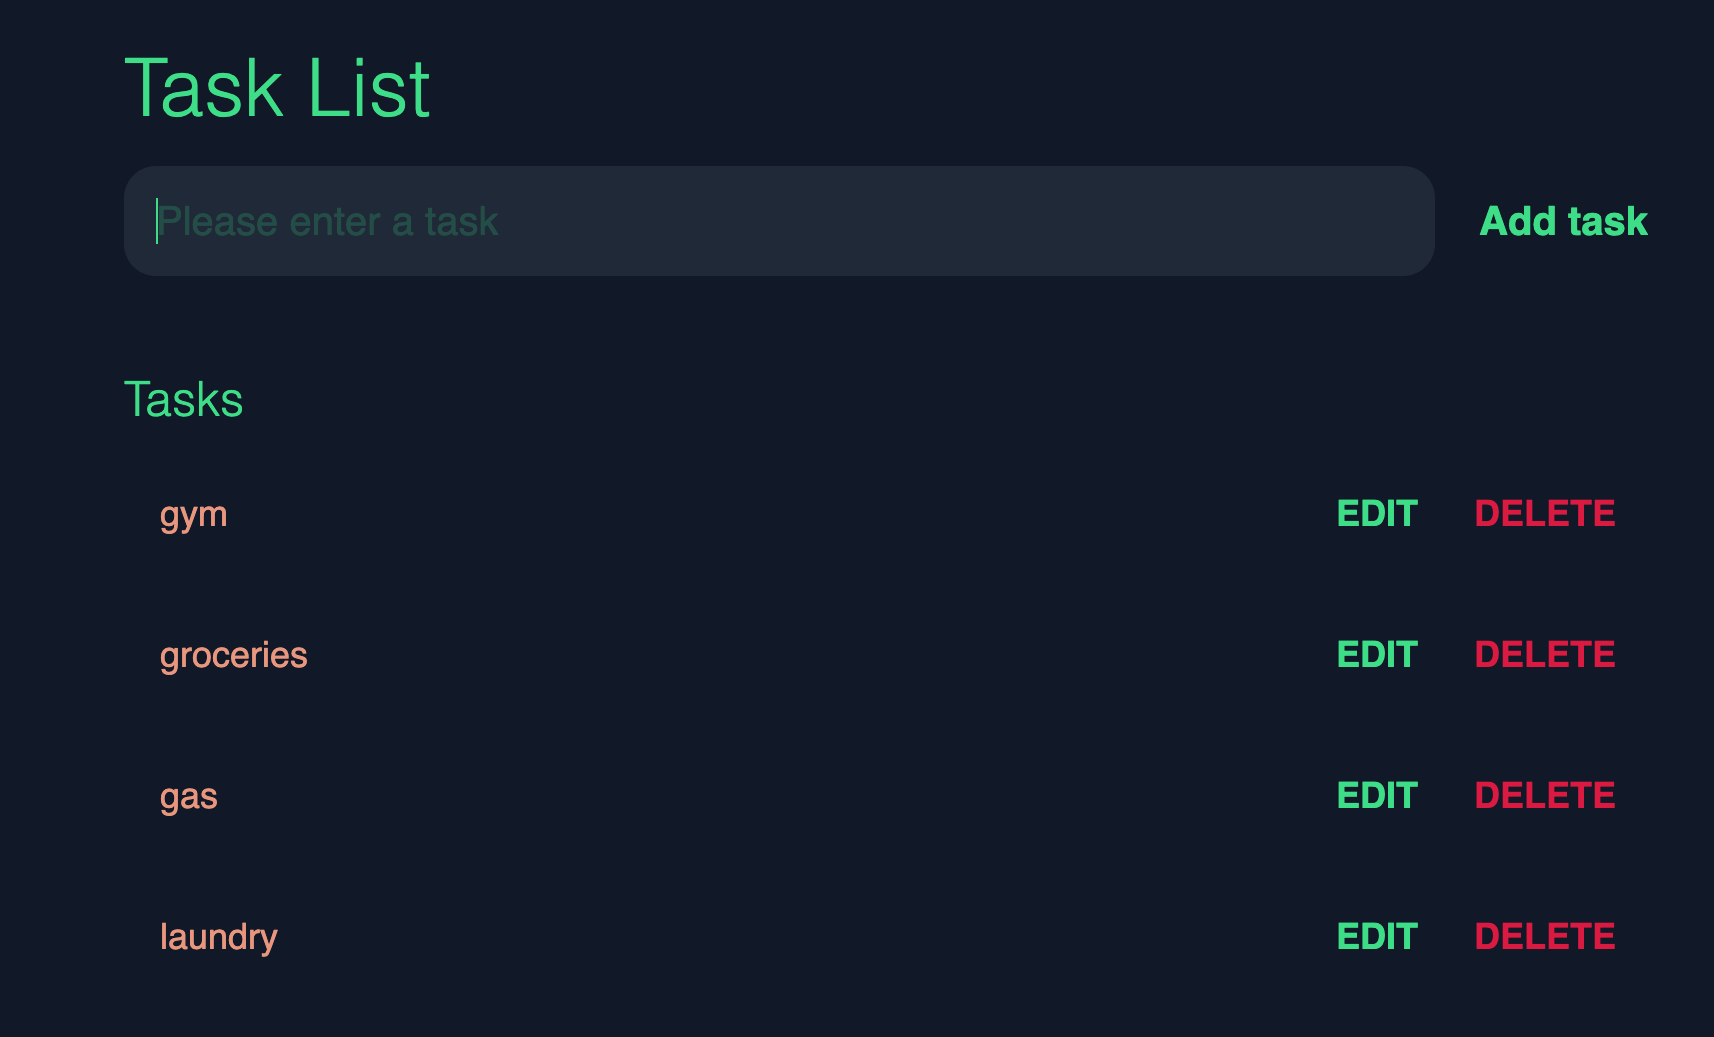 Task List
Please enter a task Add task
Tasks
gym EDIT DELETE
groceries EDIT DELETE
gas EDIT DELETE
laundry EDIT DELETE